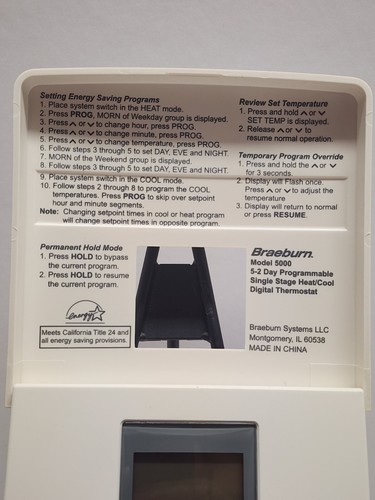 Setting Energy Saving Programs
1. Place system switch in the HEAT mode.
2. Press PROG, MORN of Weekday group is displayed.
3. Press ∧ or ∨ to change hour, press PROG.
4. Press ∧ or ∨ to change minute, press PROG.
5. Press ∧ or ∨ to change temperature, press PROG.
6. Follow steps 3 through 5 to set DAY, EVE and NIGHT.
7. MORN of the Weekend group is displayed.
8. Follow steps 3 through 5 to set DAY, EVE and NIGHT.
9. Place system switch in the COOL mode.
10. Follow steps 2 through 8 to program the COOL
temperatures. Press PROG to skip over setpoint
hour and minute segments.
Note: Changing setpoint times in cool or heat program
will change setpoint times in opposite program.
Review Set Temperature
1. Press and hold ∧ or ∨
SET TEMP is displayed.
2. Release ∧ or ∨ to
resume normal operation.
Temporary Program Override
1. Press and hold the ∧ or ∨
for 3 seconds.
2. Display will Flash once.
Press ∧ or ∨ to adjust the
temperature
3. Display will return to normal
or press RESUME.
Permanent Hold Mode
1. Press HOLD to bypass
the current program.
2. Press HOLD to resume
the current program.
energy
Meets California Title 24 and
all energy saving provisions.
Braeburn.
Model 5000
5-2 Day Programmable
Single Stage Heat/Cool
Digital Thermostat
Braeburn Systems LLC
Montgomery, IL 60538
MADE IN CHINA